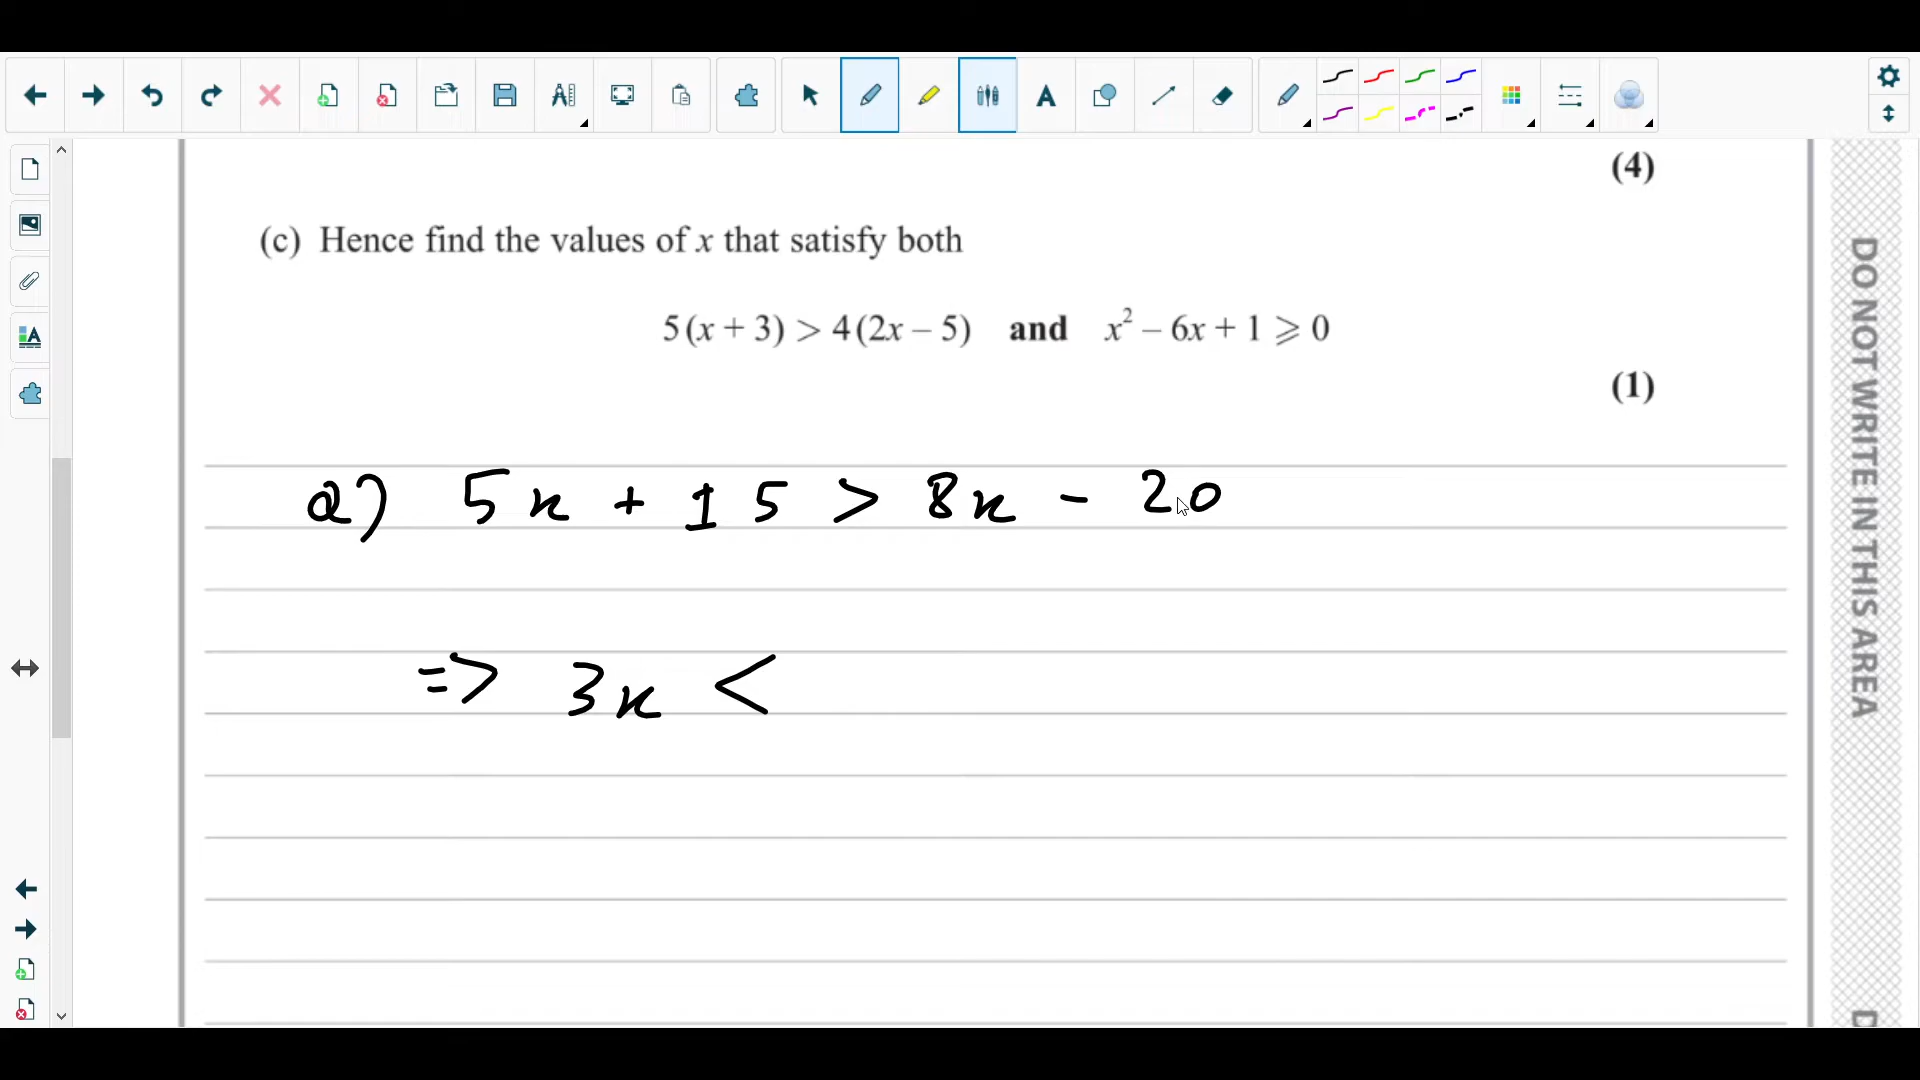 (4)
(c) Hence find the values of x that satisfy both
5(x + 3) > 4(2x – 5) and x² – 6x + 1 ⩾ 0
(1)
a) 5x + 15 > 8x - 20
=> 3x <
DO NOT WRITE IN THIS AREA